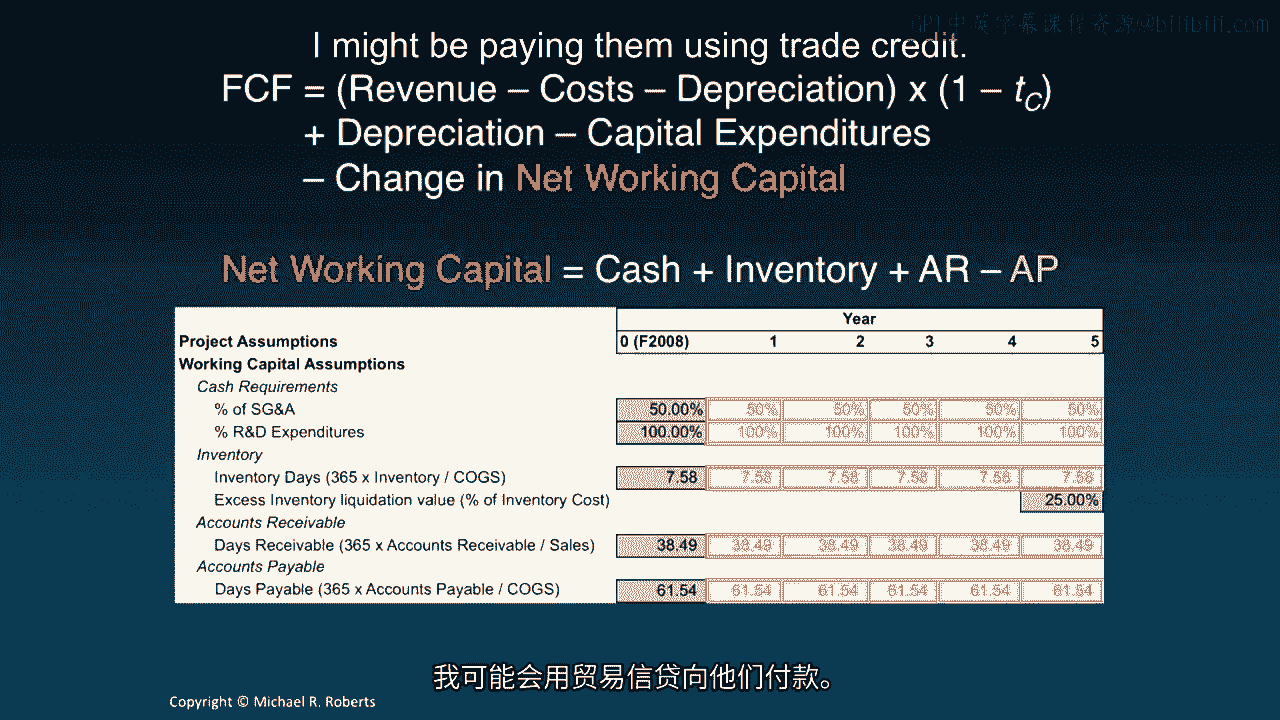 GPT中英字幕课程资源@bilibili.com
I might be paying them using trade credit.
FCF = (Revenue – Costs – Depreciation) x (1 – tC)
+ Depreciation – Capital Expenditures
– Change in Net Working Capital
Net Working Capital = Cash + Inventory + AR – AP
Year
Project Assumptions 0 (F2008) 1 2 3 4 5
Working Capital Assumptions
Cash Requirements
% of SG&A 50.00% 50% 50% 50% 50% 50%
% R&D Expenditures 100.00% 100% 100% 100% 100% 100%
Inventory
Inventory Days (365 x Inventory / COGS) 7.58 7.58 7.58 7.58 7.58 7.58
Excess Inventory liquidation value (% of Inventory Cost) 25.00%
Accounts Receivable
Days Receivable (365 x Accounts Receivable / Sales) 38.49 38.49 38.49 38.49 38.49 38.49
Accounts Payable
Days Payable (365 x Accounts Payable / COGS) 61.54 61.54 61.54 61.54 61.54 61.54
我可能会用贸易信贷向他们付款。
Copyright © Michael R. Roberts